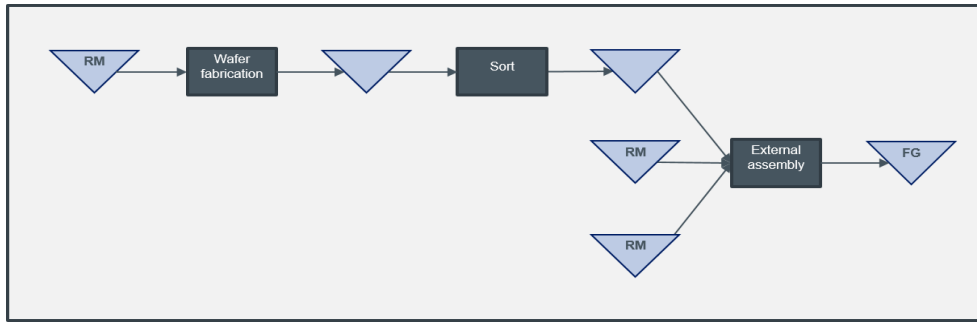 RM
Wafer
fabrication
Sort
RM
External
assembly
FG
RM